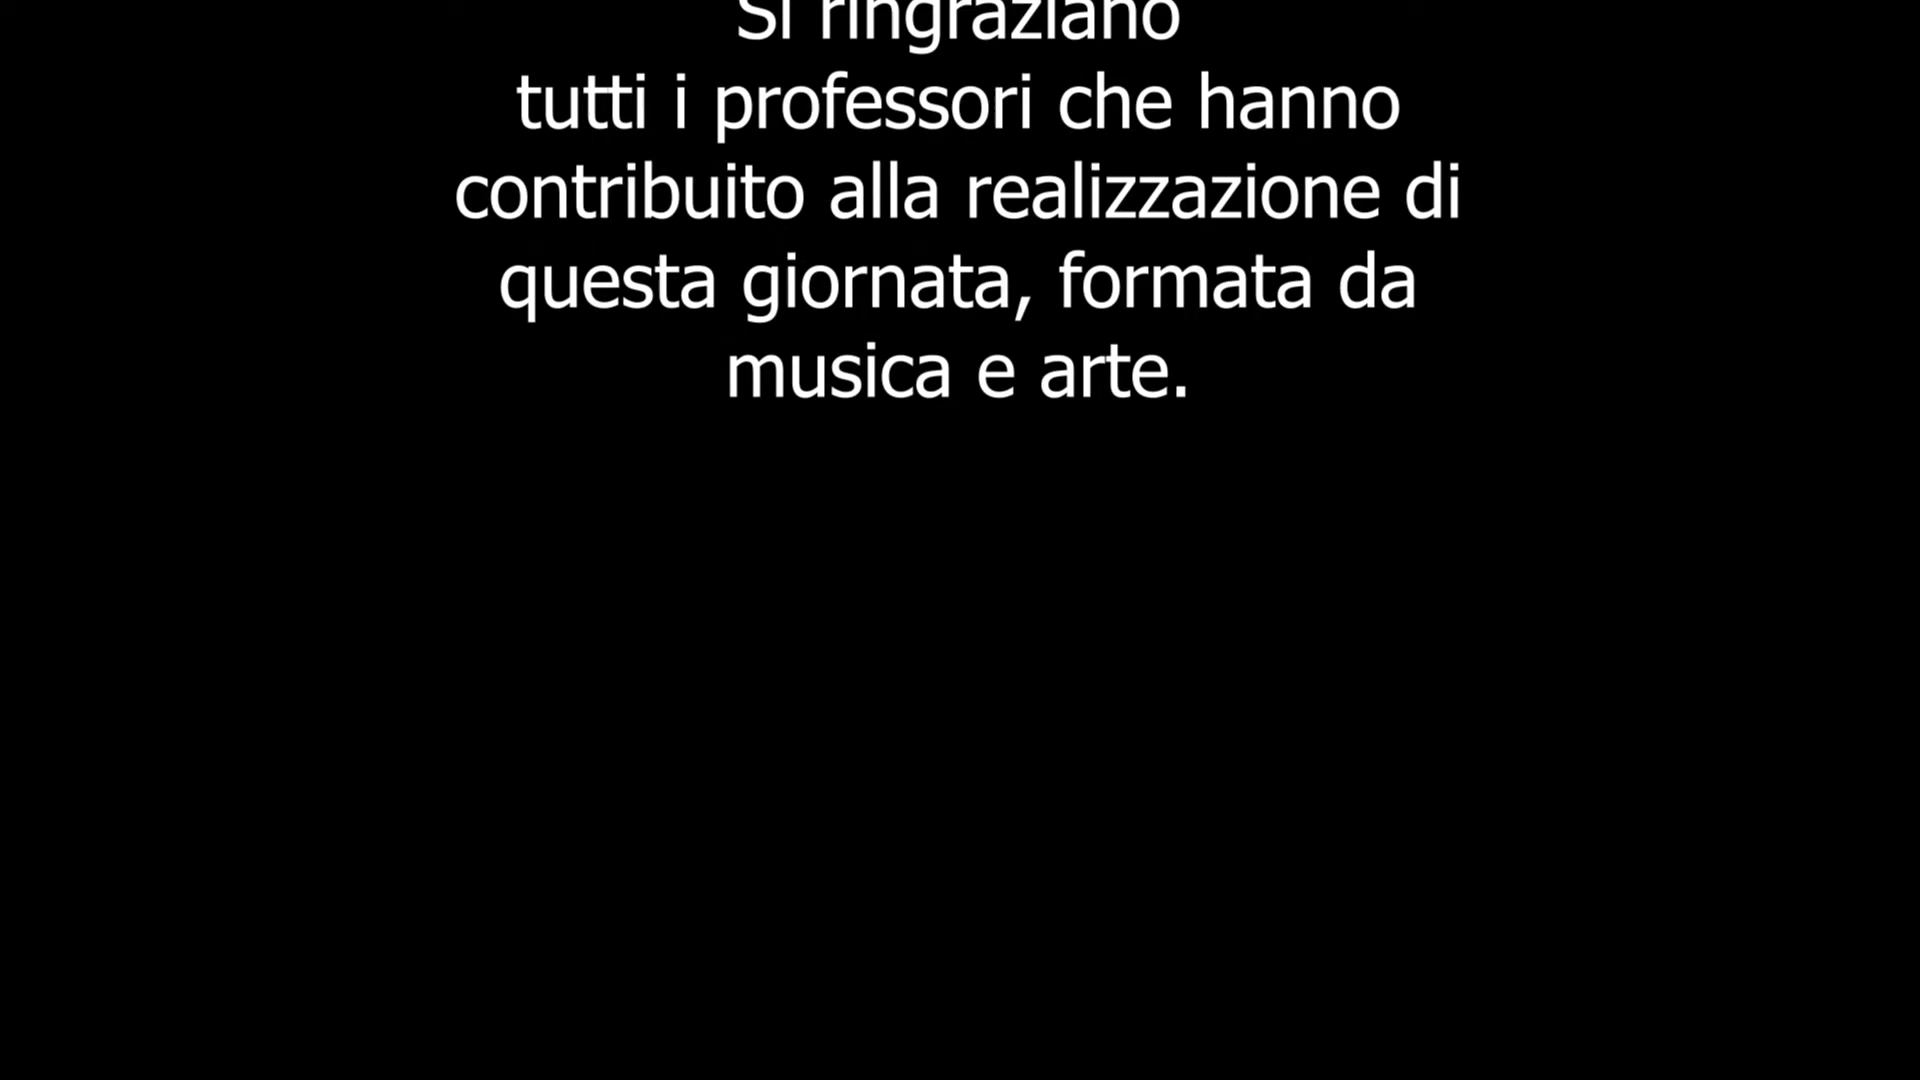 Si ringraziano
tutti i professori che hanno
contribuito alla realizzazione di
questa giornata, formata da
musica e arte.